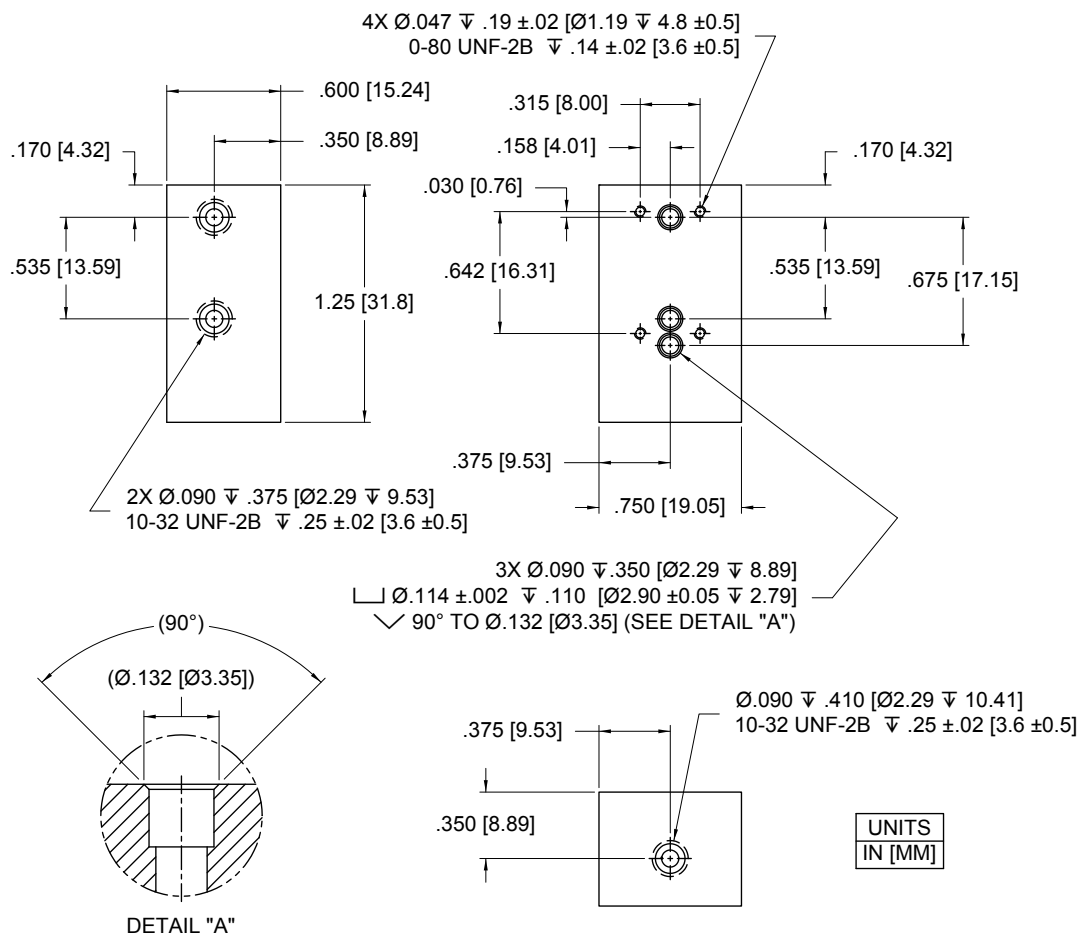 4X Ø.047 ↧ .19 ±.02 [Ø1.19 ↧ 4.8 ±0.5]
0-80 UNF-2B ↧ .14 ±.02 [3.6 ±0.5]
.600 [15.24]
.350 [8.89]
.170 [4.32]
.535 [13.59]
1.25 [31.8]
2X Ø.090 ↧ .375 [Ø2.29 ↧ 9.53]
10-32 UNF-2B ↧ .25 ±.02 [3.6 ±0.5]
.315 [8.00]
.158 [4.01]
.030 [0.76]
.170 [4.32]
.642 [16.31]
.535 [13.59]
.675 [17.15]
.375 [9.53]
.750 [19.05]
3X Ø.090 ↧.350 [Ø2.29 ↧ 8.89]
⌴ Ø.114 ±.002 ↧ .110 [Ø2.90 ±0.05 ↧ 2.79]
⌵ 90° TO Ø.132 [Ø3.35] (SEE DETAIL "A")
(90°)
(Ø.132 [Ø3.35])
DETAIL "A"
Ø.090 ↧ .410 [Ø2.29 ↧ 10.41]
10-32 UNF-2B ↧ .25 ±.02 [3.6 ±0.5]
.375 [9.53]
.350 [8.89]
UNITS
IN [MM]